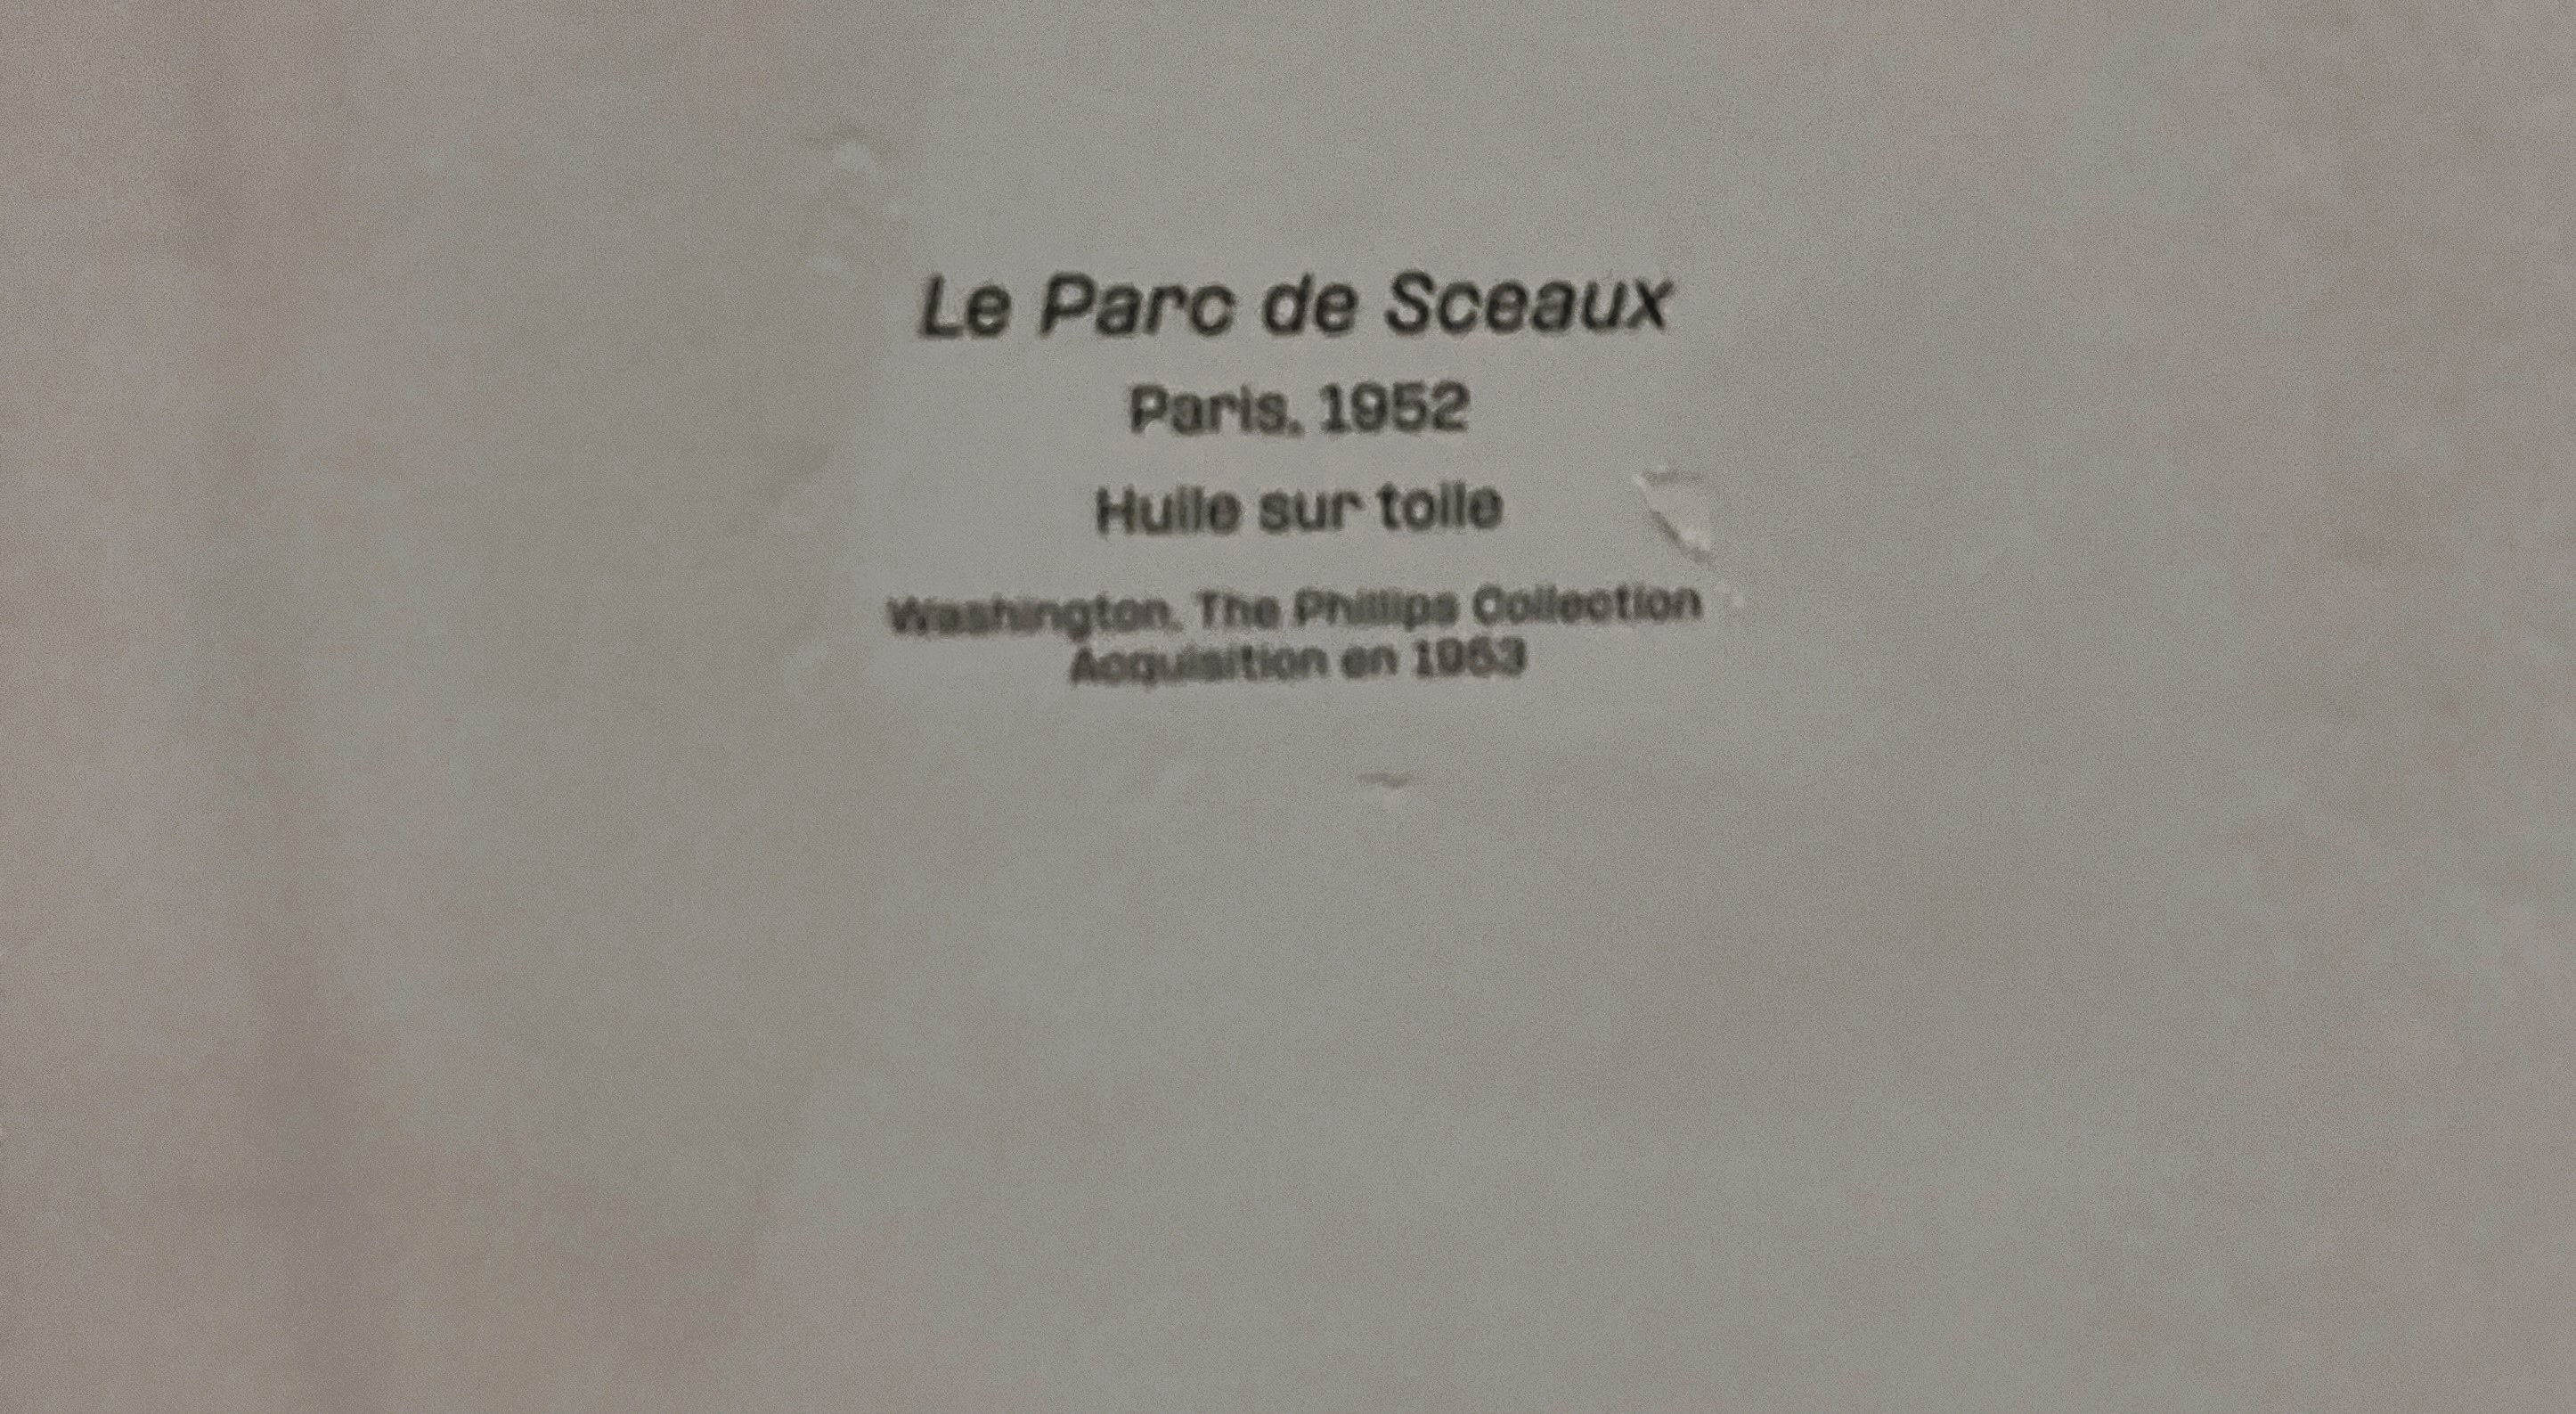 Le Parc de Sceaux
Paris, 1952
Huile sur toile
Washington, The Phillips Collection
Acquisition en 1953